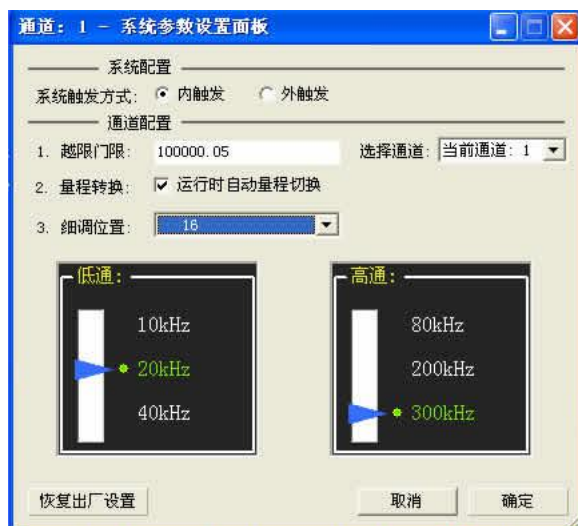 通道: 1 - 系统参数设置面板
系统配置
系统触发方式: 内触发 外触发
通道配置
1. 越限门限: 100000.05 选择通道: 当前通道: 1
2. 量程转换: 运行时自动量程切换
3. 细调位置: 16
低通: 高通:
10kHz 80kHz
20kHz 200kHz
40kHz 300kHz
恢复出厂设置 取消 确定